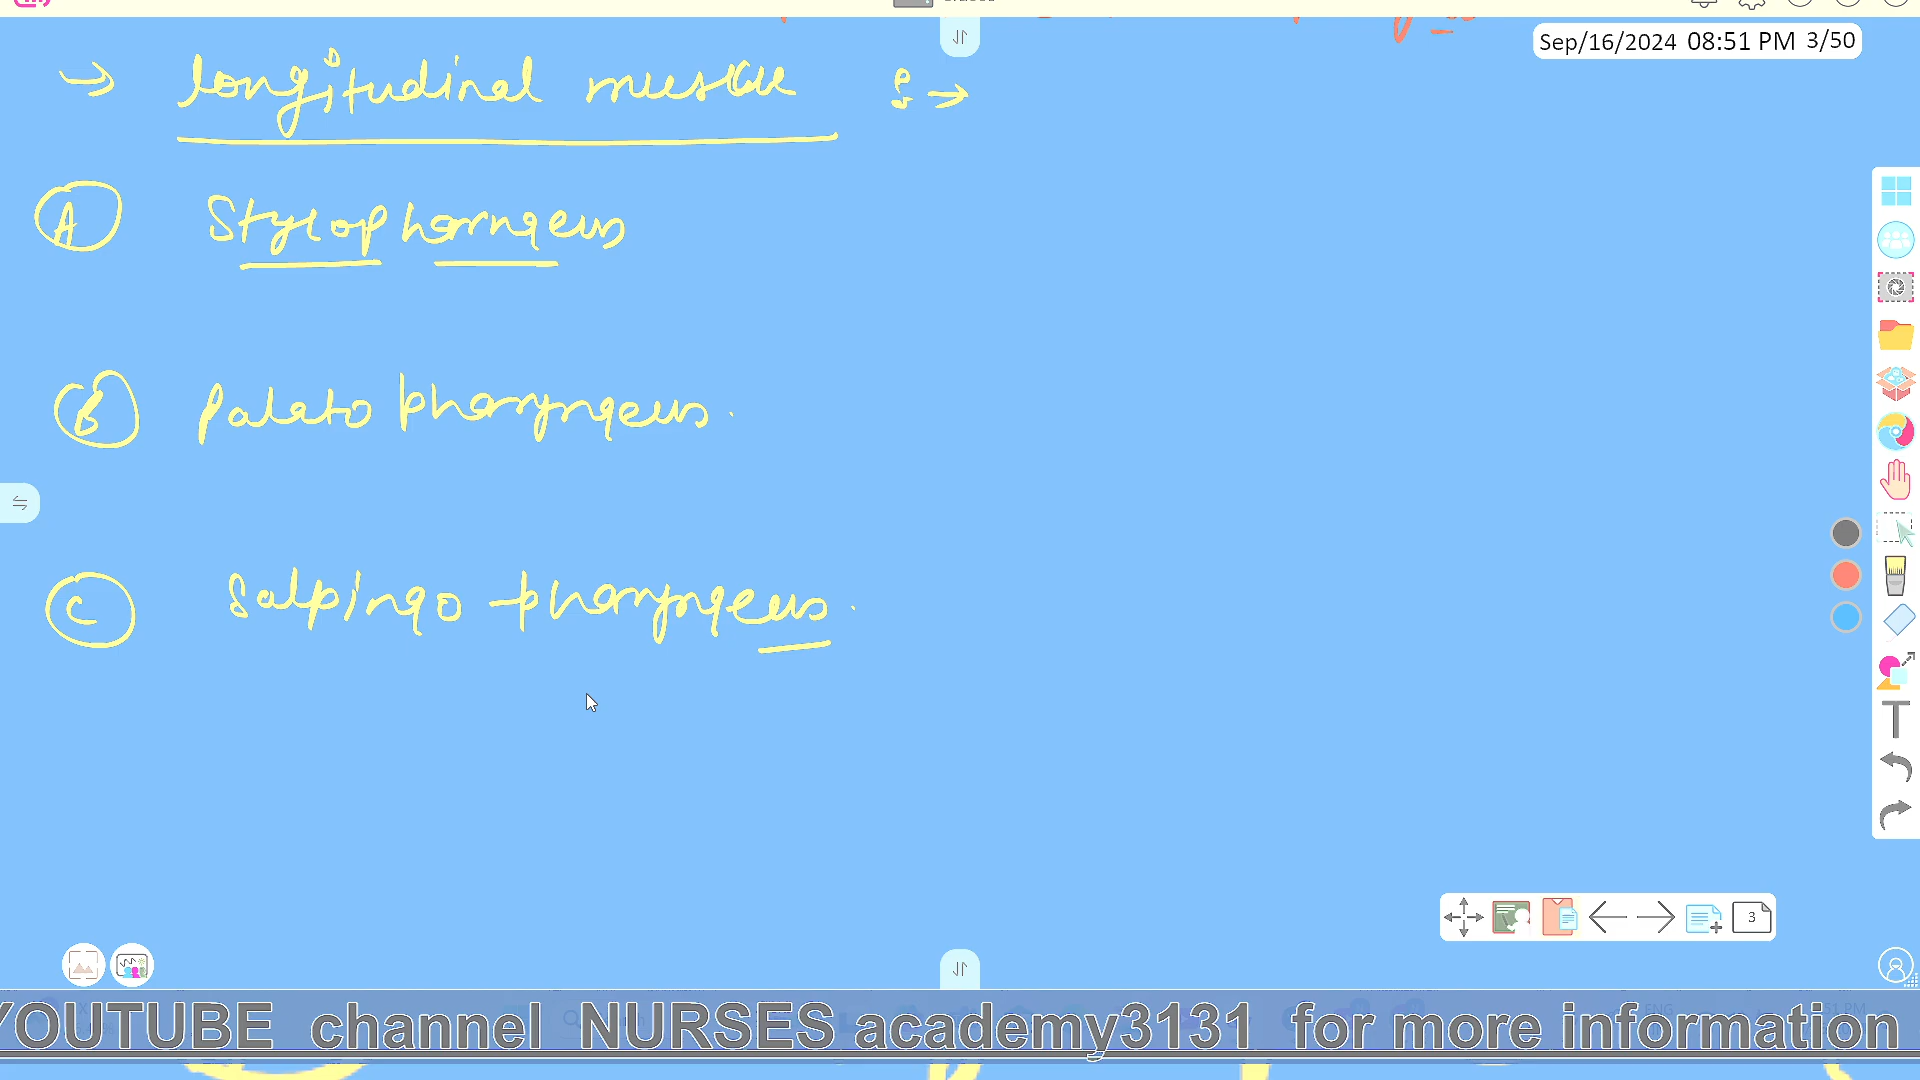 Sep/16/2024 08:51 PM 3/50
→ longitudinal muscle :→
A Stylopharngeus
B Palato pharyngeus.
C Salpingo-pharyngeus.
3
YOUTUBE channel NURSES academy3131 for more information